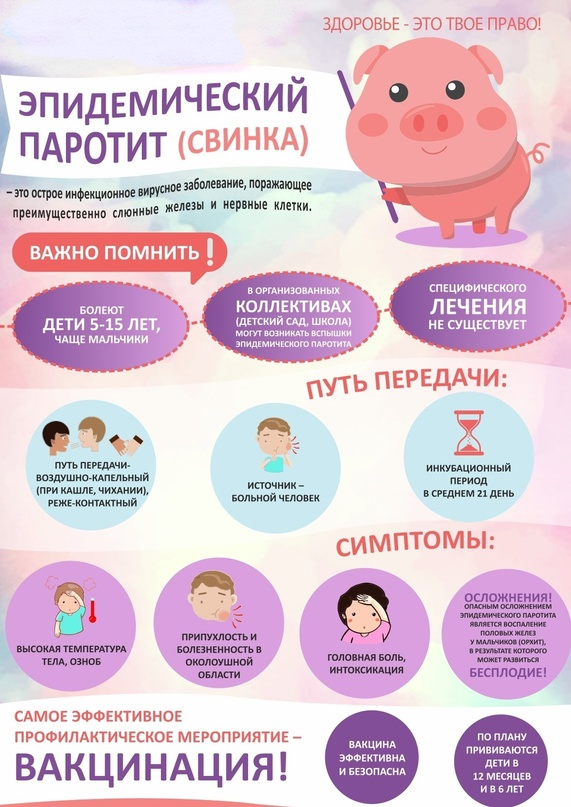 ЗДОРОВЬЕ - ЭТО ТВОЕ ПРАВО!
ЭПИДЕМИЧЕСКИЙ
ПАРОТИТ (СВИНКА)
– это острое инфекционное вирусное заболевание, поражающее
преимущественно слюнные железы и нервные клетки.
ВАЖНО ПОМНИТЬ!
БОЛЕЮТ
ДЕТИ 5-15 ЛЕТ,
ЧАЩЕ МАЛЬЧИКИ
В ОРГАНИЗОВАННЫХ
КОЛЛЕКТИВАХ
(ДЕТСКИЙ САД, ШКОЛА)
МОГУТ ВОЗНИКАТЬ ВСПЫШКИ
ЭПИДЕМИЧЕСКОГО ПАРОТИТА
СПЕЦИФИЧЕСКОГО
ЛЕЧЕНИЯ
НЕ СУЩЕСТВУЕТ
ПУТЬ ПЕРЕДАЧИ:
ПУТЬ ПЕРЕДАЧИ-
ВОЗДУШНО-КАПЕЛЬНЫЙ
(ПРИ КАШЛЕ, ЧИХАНИИ),
РЕЖЕ-КОНТАКТНЫЙ
ИСТОЧНИК –
БОЛЬНОЙ ЧЕЛОВЕК
ИНКУБАЦИОННЫЙ
ПЕРИОД
В СРЕДНЕМ 21 ДЕНЬ
СИМПТОМЫ:
ВЫСОКАЯ ТЕМПЕРАТУРА
ТЕЛА, ОЗНОБ
ПРИПУХЛОСТЬ И
БОЛЕЗНЕННОСТЬ В
ОКОЛОУШНОЙ
ОБЛАСТИ
ГОЛОВНАЯ БОЛЬ,
ИНТОКСИКАЦИЯ
ОСЛОЖНЕНИЯ!
ОПАСНЫМ ОСЛОЖНЕНИЕМ
ЭПИДЕМИЧЕСКОГО ПАРОТИТА
ЯВЛЯЕТСЯ ВОСПАЛЕНИЕ
ПОЛОВЫХ ЖЕЛЕЗ
У МАЛЬЧИКОВ (ОРХИТ),
В РЕЗУЛЬТАТЕ КОТОРОГО
МОЖЕТ РАЗВИТЬСЯ
БЕСПЛОДИЕ!
САМОЕ ЭФФЕКТИВНОЕ
ПРОФИЛАКТИЧЕСКОЕ МЕРОПРИЯТИЕ –
ВАКЦИНАЦИЯ!
ВАКЦИНА
ЭФФЕКТИВНА
И БЕЗОПАСНА
ПО ПЛАНУ
ПРИВИВАЮТСЯ
ДЕТИ В
12 МЕСЯЦЕВ
И В 6 ЛЕТ